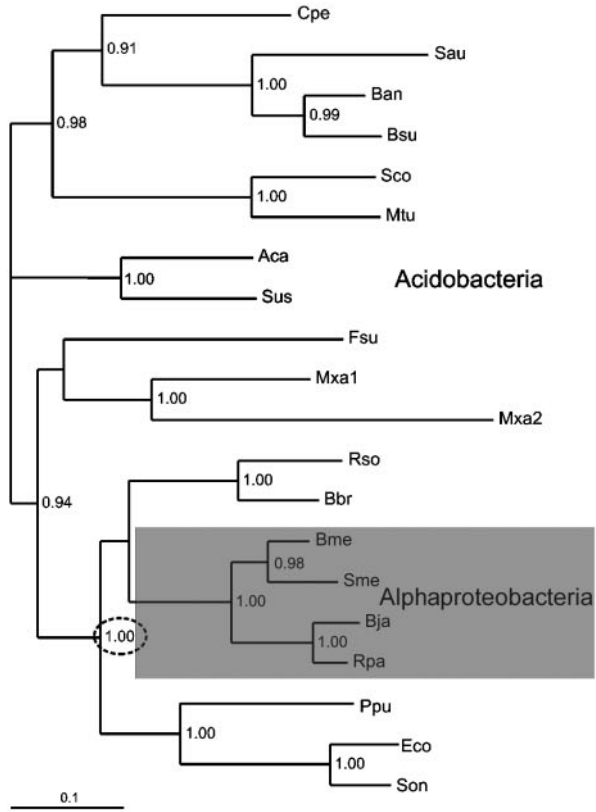 Cpe
0.91
Sau
1.00
Ban
0.99
Bsu
0.98
Sco
1.00
Mtu
Aca
1.00
Acidobacteria
Sus
Fsu
Mxa1
1.00
Mxa2
Rso
1.00
Bbr
0.94
Bme
0.98
Sme
Alphaproteobacteria
1.00
Bja
1.00
Rpa
1.00
Ppu
1.00
Eco
1.00
Son
0.1